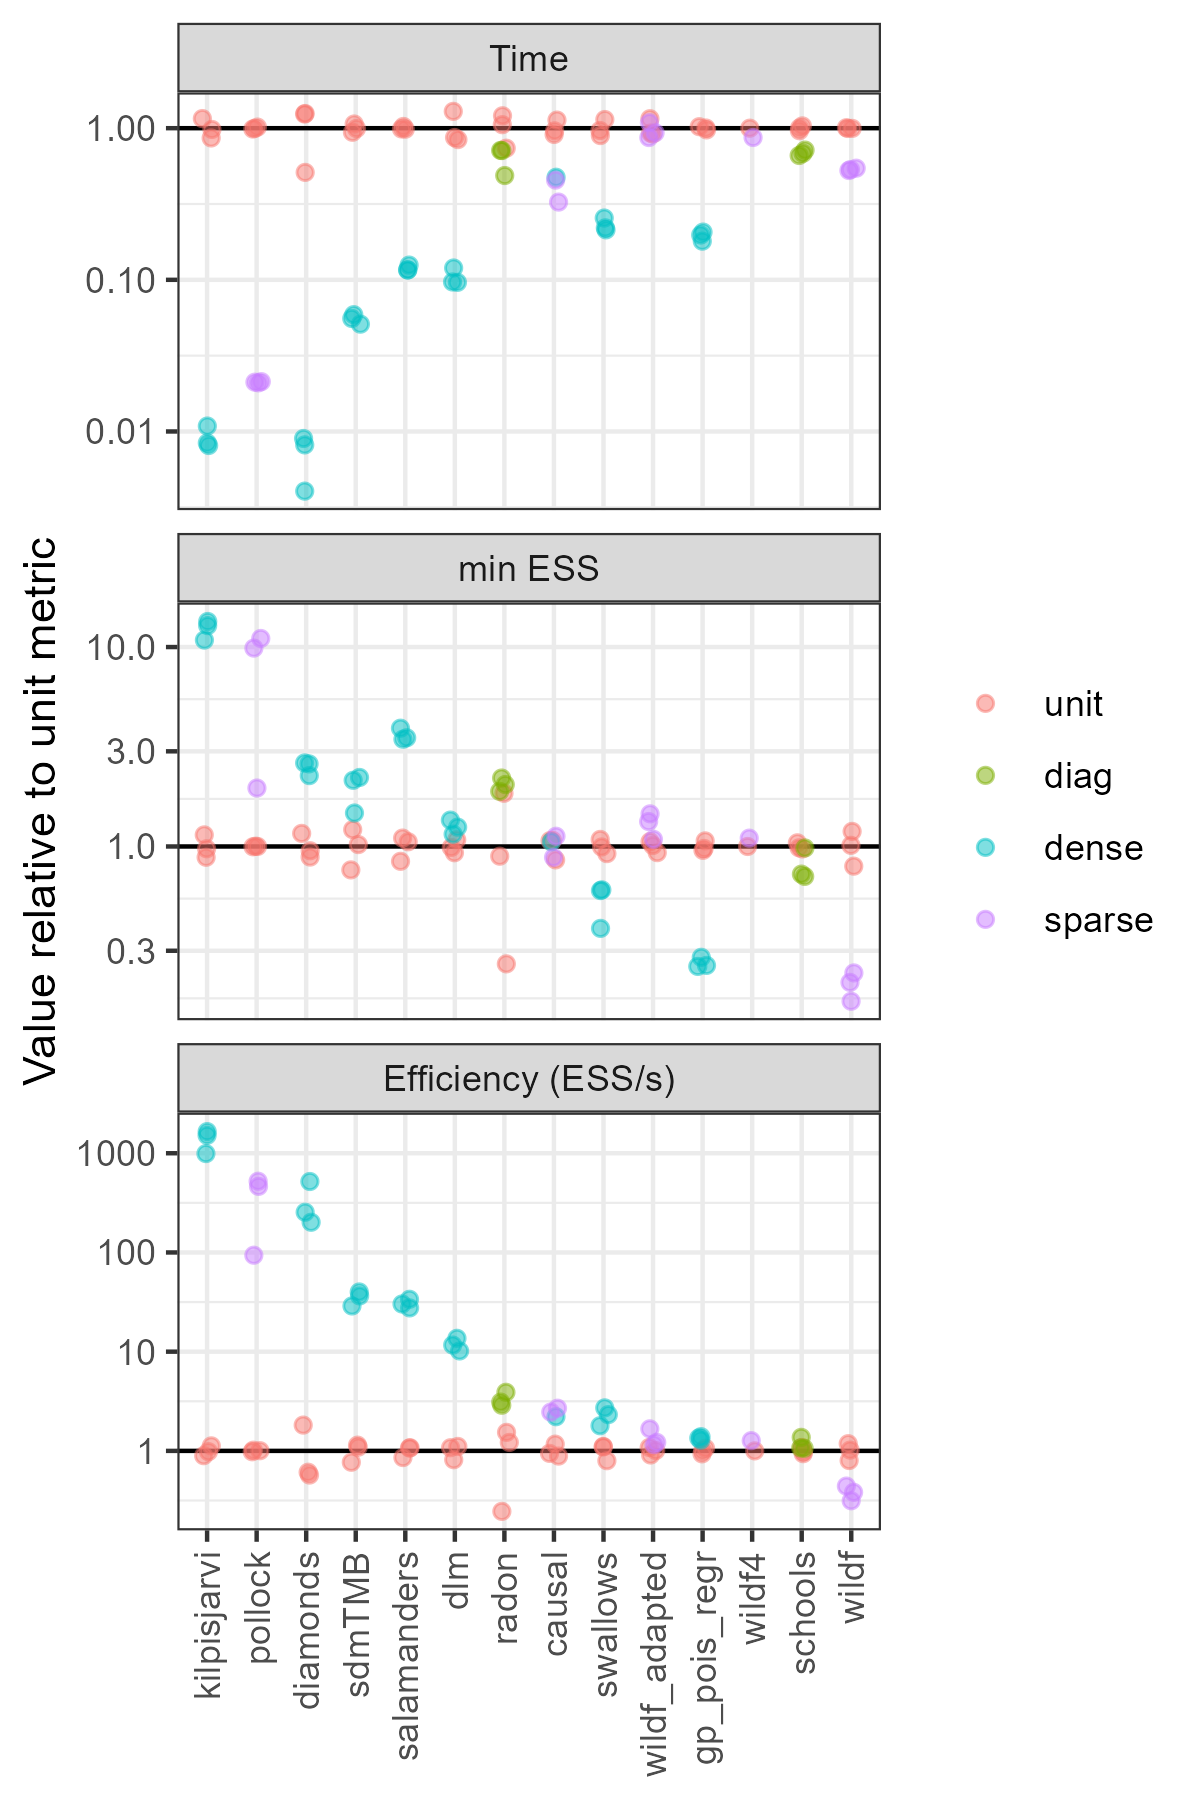 Time
1.00
0.10
0.01
min ESS
10.0
3.0
1.0
0.3
Value relative to unit metric
unit
diag
dense
sparse
Efficiency (ESS/s)
1000
100
10
1
kilpisjarvi
pollock
diamonds
sdmTMB
salamanders
dlm
radon
causal
swallows
wildf_adapted
gp_pois_regr
wildf4
schools
wildf